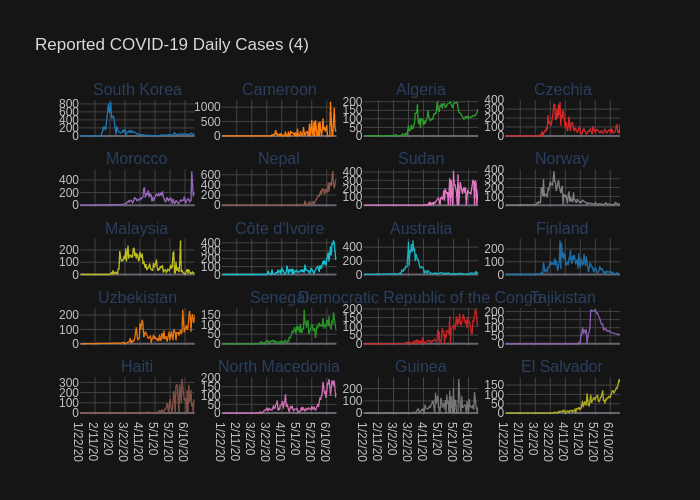 Reported COVID-19 Daily Cases (4)
South Korea Cameroon Algeria Czechia
800 600 400 200 0
1000 500 0
200 150 100 50 0
400 300 200 100 0
Morocco Nepal Sudan Norway
400 200 0
600 400 200 0
400 300 200 100 0
400 300 200 100 0
Malaysia Côte d'Ivoire Australia Finland
200 100 0
400 300 200 100 0
400 200 0
200 100 0
Uzbekistan Senegal Democratic Republic of the Congo Tajikistan
200 100 0
150 100 50 0
200 150 100 50 0
200 150 100 50 0
Haiti North Macedonia Guinea El Salvador
300 200 100 0
200 150 100 50 0
200 100 0
150 100 50 0
1/22/20 2/11/20 3/2/20 3/22/20 4/11/20 5/1/20 5/21/20 6/10/20
1/22/20 2/11/20 3/2/20 3/22/20 4/11/20 5/1/20 5/21/20 6/10/20
1/22/20 2/11/20 3/2/20 3/22/20 4/11/20 5/1/20 5/21/20 6/10/20
1/22/20 2/11/20 3/2/20 3/22/20 4/11/20 5/1/20 5/21/20 6/10/20